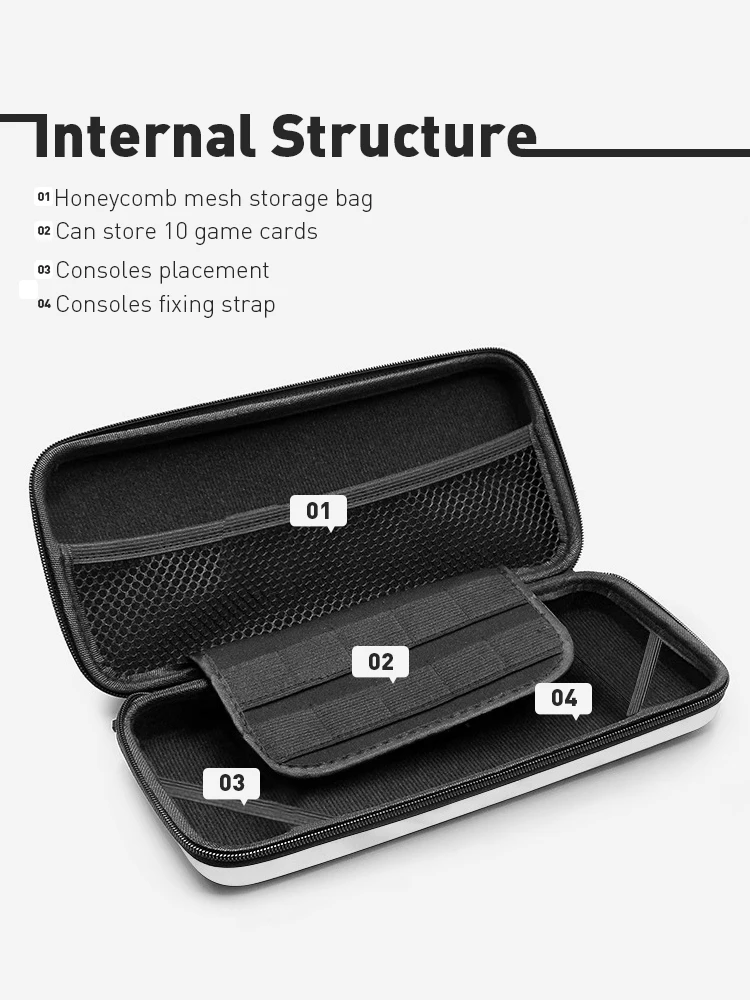 Internal Structure
01 Honeycomb mesh storage bag
02 Can store 10 game cards
03 Consoles placement
04 Consoles fixing strap
01
02
04
03